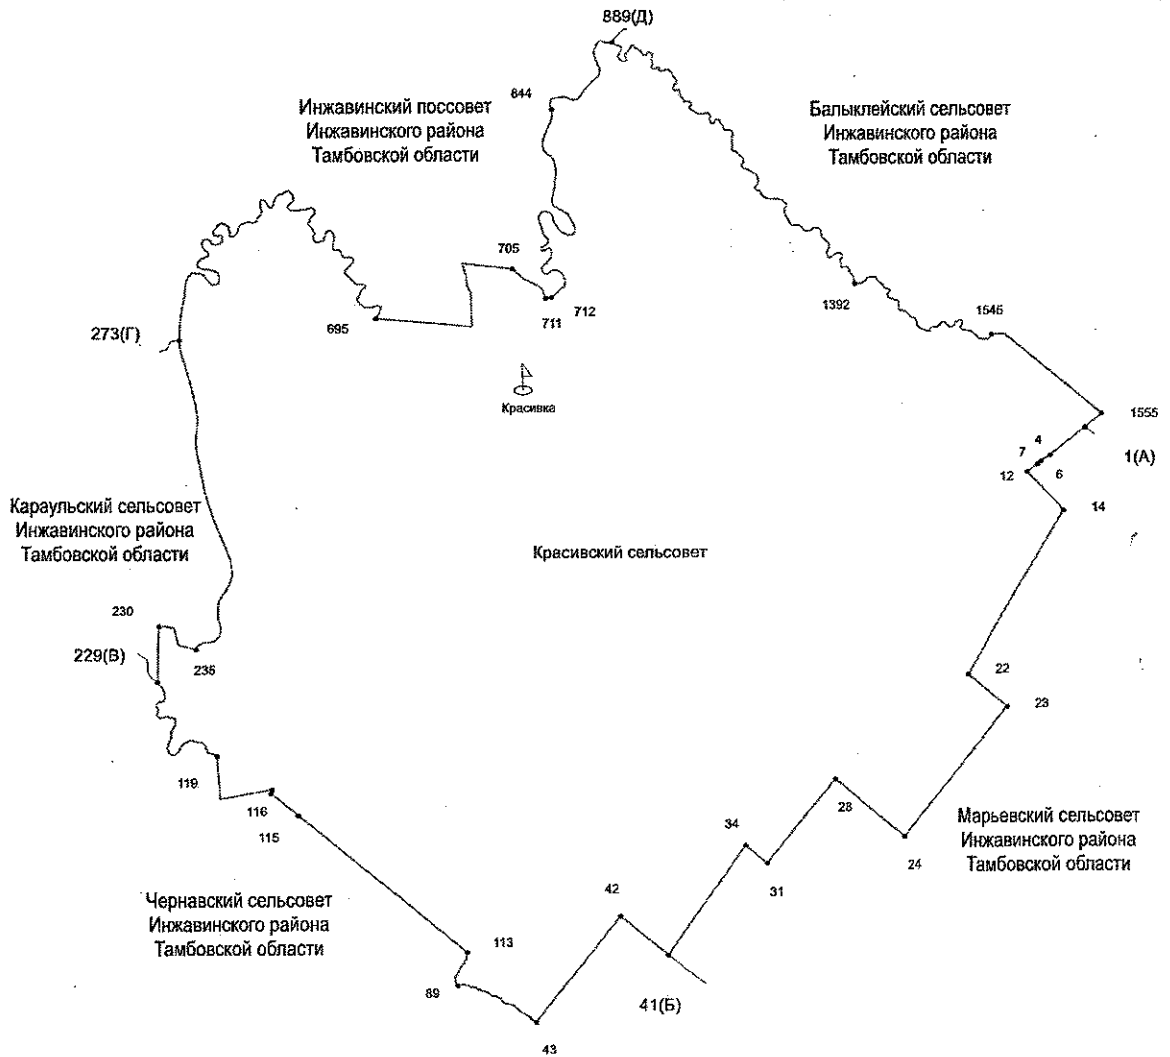 889(Д)
844
Инжавинский поссовет
Инжавинского района
Тамбовской области
Балыклейский сельсовет
Инжавинского района
Тамбовской области
705
712
711
695
273(Г)
1392
1546
Красивка
1555
1(А)
4
7
6
12
14
Караульский сельсовет
Инжавинского района
Тамбовской области
Красивский сельсовет
230
229(В)
236
22
23
119
116
115
28
24
34
31
Марьевский сельсовет
Инжавинского района
Тамбовской области
Чернавский сельсовет
Инжавинского района
Тамбовской области
42
113
89
41(Б)
43